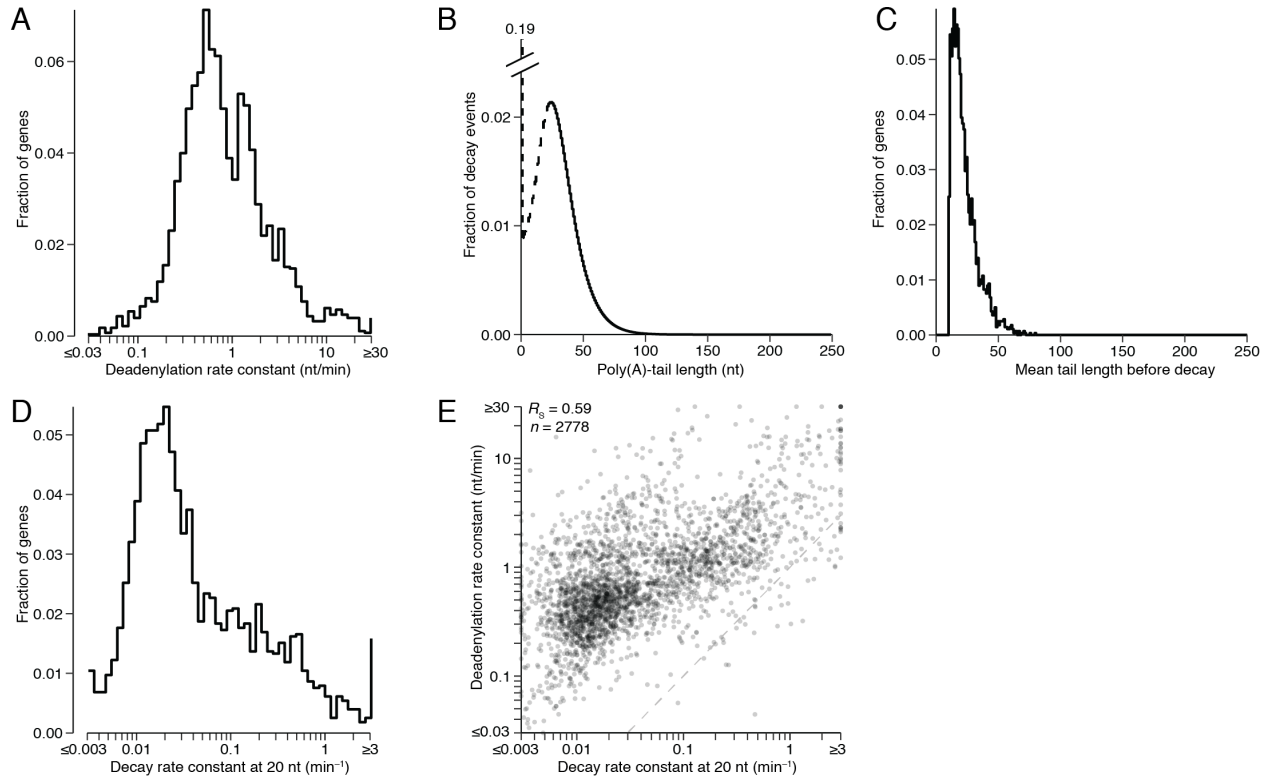 A
Fraction of genes
0.06
0.04
0.02
0.00
≤0.03 0.1 1 10 ≥30
Deadenylation rate constant (nt/min)
B
0.19
Fraction of decay events
0.02
0.01
0.00
0 50 100 150 200 250
Poly(A)-tail length (nt)
C
Fraction of genes
0.05
0.04
0.03
0.02
0.01
0.00
0 50 100 150 200 250
Mean tail length before decay
D
Fraction of genes
0.05
0.04
0.03
0.02
0.01
0.00
≤0.003 0.01 0.1 1 ≥3
Decay rate constant at 20 nt (min⁻¹)
E
Deadenylation rate constant (nt/min)
≥30
10
1
0.1
≤0.03
Rₛ = 0.59
n = 2778
≤0.003 0.01 0.1 1 ≥3
Decay rate constant at 20 nt (min⁻¹)